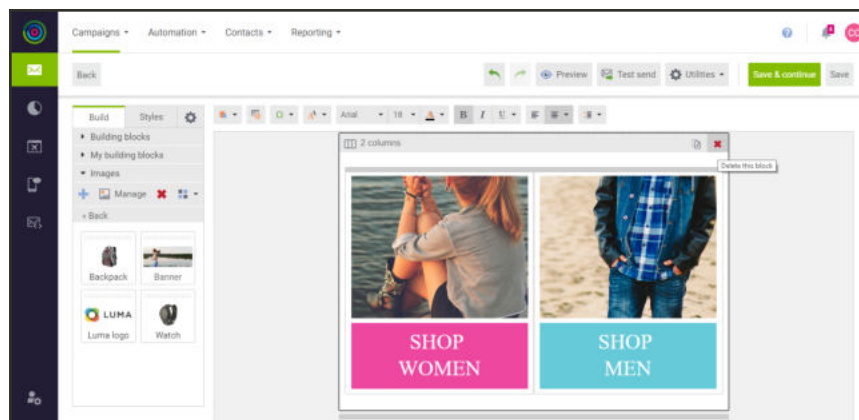 Campaigns
Automation
Contacts
Reporting
Back
Preview
Test send
Utilities
Save & continue
Save
Build
Styles
Arial
18
A
B
I
U
Building blocks
My building blocks
Images
Manage
« Back
Backpack
Banner
LUMA
Luma logo
Watch
2 columns
Delete this block
SHOP
WOMEN
SHOP
MEN